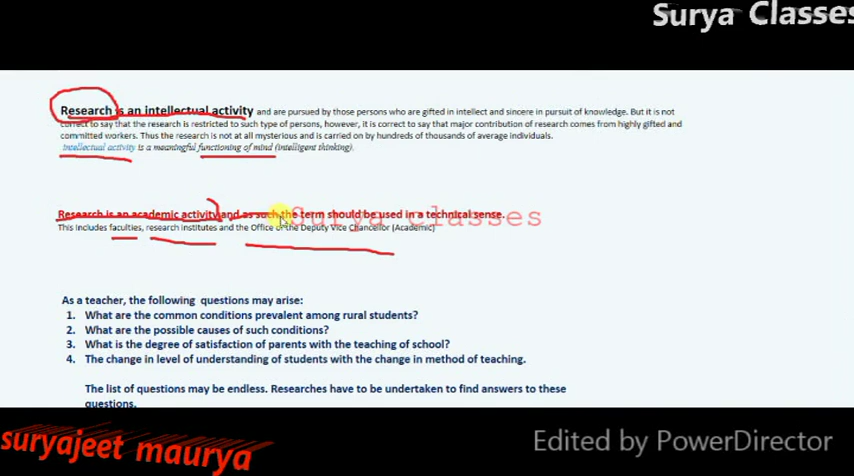 Surya Classes
Research is an intellectual activity and are pursued by those persons who are gifted in intellect and sincere in pursuit of knowledge. But it is not
correct to say that the research is restricted to such type of persons, however, it is correct to say that major contribution of research comes from highly gifted and
committed workers. Thus the research is not at all mysterious and is carried on by hundreds of thousands of average individuals.
Intellectual activity is a meaningful functioning of mind (intelligent thinking).
Research is an academic activity and as such the term should be used in a technical sense.
Surya Classes
This includes faculties, research institutes and the Office of the Deputy Vice Chancellor (Academic)
As a teacher, the following questions may arise:
1. What are the common conditions prevalent among rural students?
2. What are the possible causes of such conditions?
3. What is the degree of satisfaction of parents with the teaching of school?
4. The change in level of understanding of students with the change in method of teaching.
The list of questions may be endless. Researches have to be undertaken to find answers to these
questions.
suryajeet maurya
Edited by PowerDirector